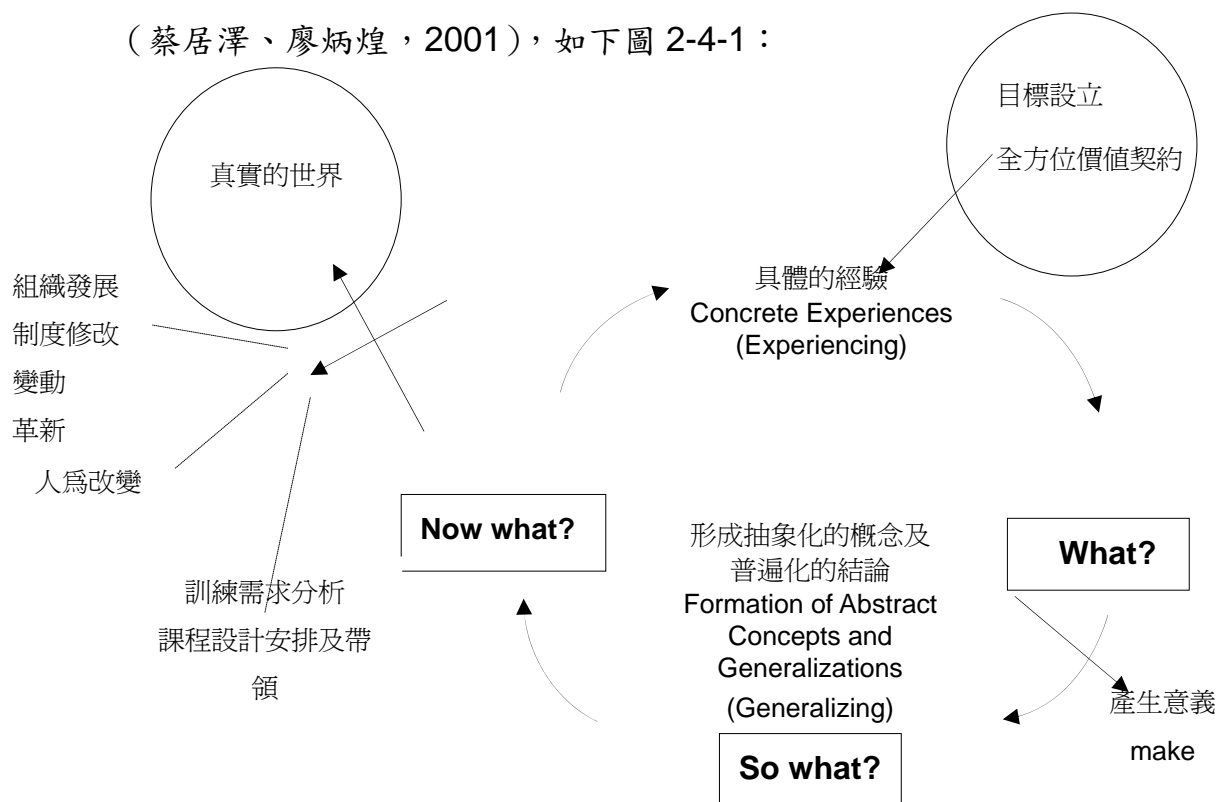 （蔡居澤、廖炳煌，2001），如下圖 2-4-1：
目標設立
全方位價值契約
真實的世界
組織發展
制度修改
變動
革新
人為改變
具體的經驗
Concrete Experiences
(Experiencing)
Now what?
What?
形成抽象化的概念及
普遍化的結論
Formation of Abstract
Concepts and
Generalizations
(Generalizing)
So what?
訓練需求分析
課程設計安排及帶
領
產生意義
make